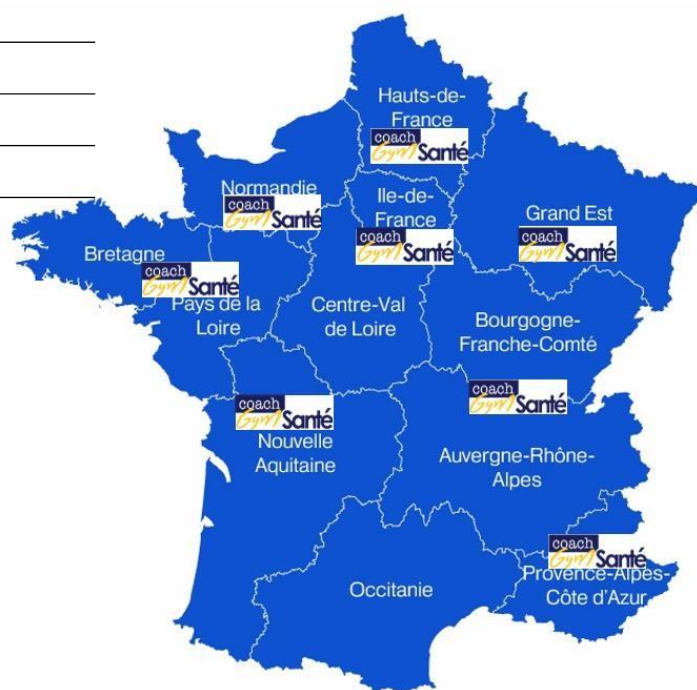 Hauts-de-
France
coach
Gym Santé
Normandie
coach
Gym Santé
Ile-de-
France
coach
Gym Santé
Grand Est
coach
Gym Santé
Bretagne
coach
Gym Santé
Pays de la
Loire
Centre-Val
de Loire
Bourgogne-
Franche-Comté
coach
Gym Santé
Nouvelle
Aquitaine
coach
Gym Santé
Auvergne-Rhône-
Alpes
coach
Gym Santé
Provence-Alpes-
Côte d'Azur
Occitanie